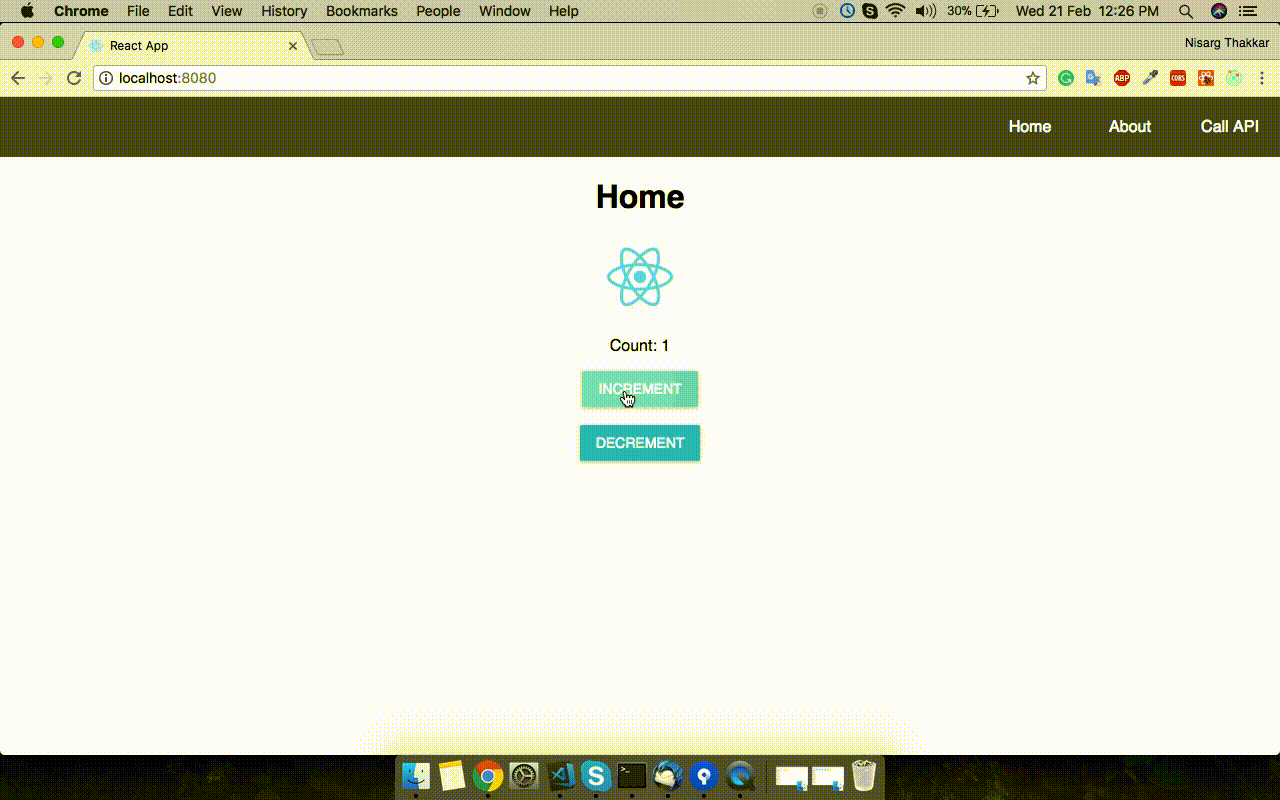 Chrome File Edit View History Bookmarks People Window Help 30% Wed 21 Feb 12:26 PM
React App Nisarg Thakkar
localhost:8080 ABP CORS
Home About Call API
Home
Count: 1
INCREMENT
DECREMENT